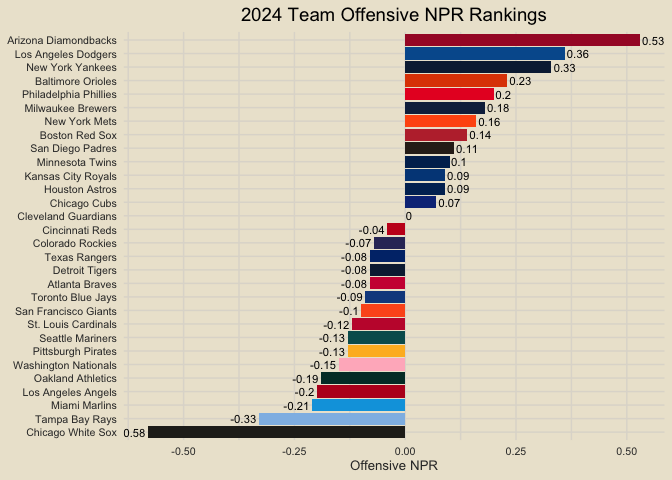 2024 Team Offensive NPR Rankings
Arizona Diamondbacks 0.53
Los Angeles Dodgers 0.36
New York Yankees 0.33
Baltimore Orioles 0.23
Philadelphia Phillies 0.2
Milwaukee Brewers 0.18
New York Mets 0.16
Boston Red Sox 0.14
San Diego Padres 0.11
Minnesota Twins 0.1
Kansas City Royals 0.09
Houston Astros 0.09
Chicago Cubs 0.07
Cleveland Guardians 0
Cincinnati Reds -0.04
Colorado Rockies -0.07
Texas Rangers -0.08
Detroit Tigers -0.08
Atlanta Braves -0.08
Toronto Blue Jays -0.09
San Francisco Giants -0.1
St. Louis Cardinals -0.12
Seattle Mariners -0.13
Pittsburgh Pirates -0.13
Washington Nationals -0.15
Oakland Athletics -0.19
Los Angeles Angels -0.2
Miami Marlins -0.21
Tampa Bay Rays -0.33
Chicago White Sox 0.58
-0.50 -0.25 0.00 0.25 0.50
Offensive NPR